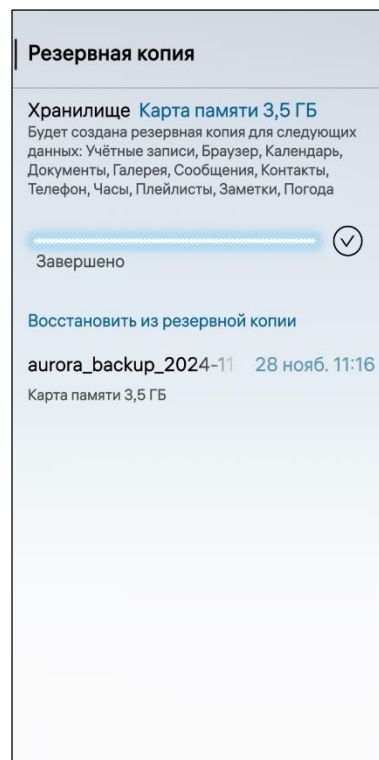 Резервная копия
Хранилище Карта памяти 3,5 ГБ
Будет создана резервная копия для следующих
данных: Учётные записи, Браузер, Календарь,
Документы, Галерея, Сообщения, Контакты,
Телефон, Часы, Плейлисты, Заметки, Погода
Завершено
Восстановить из резервной копии
aurora_backup_2024-11 28 нояб. 11:16
Карта памяти 3,5 ГБ